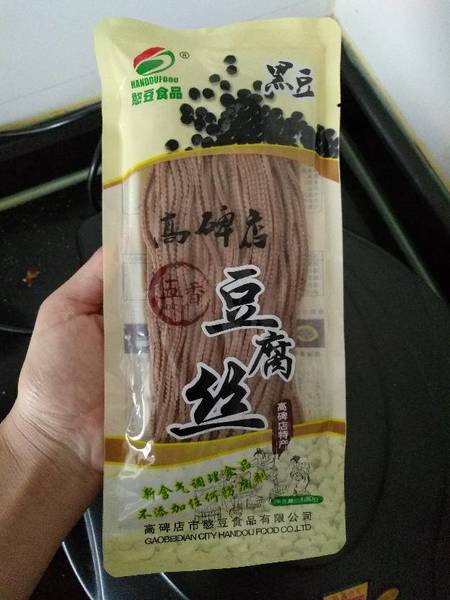 ®
HANDOUFOOD
憨豆食品
黑豆
高碑店
五香
豆腐丝
高碑店特产
新含气调理食品
不添加任何防腐剂
高碑店市憨豆食品有限公司
GAOBEIDIAN CITY HANDOU FOOD CO.,LTD